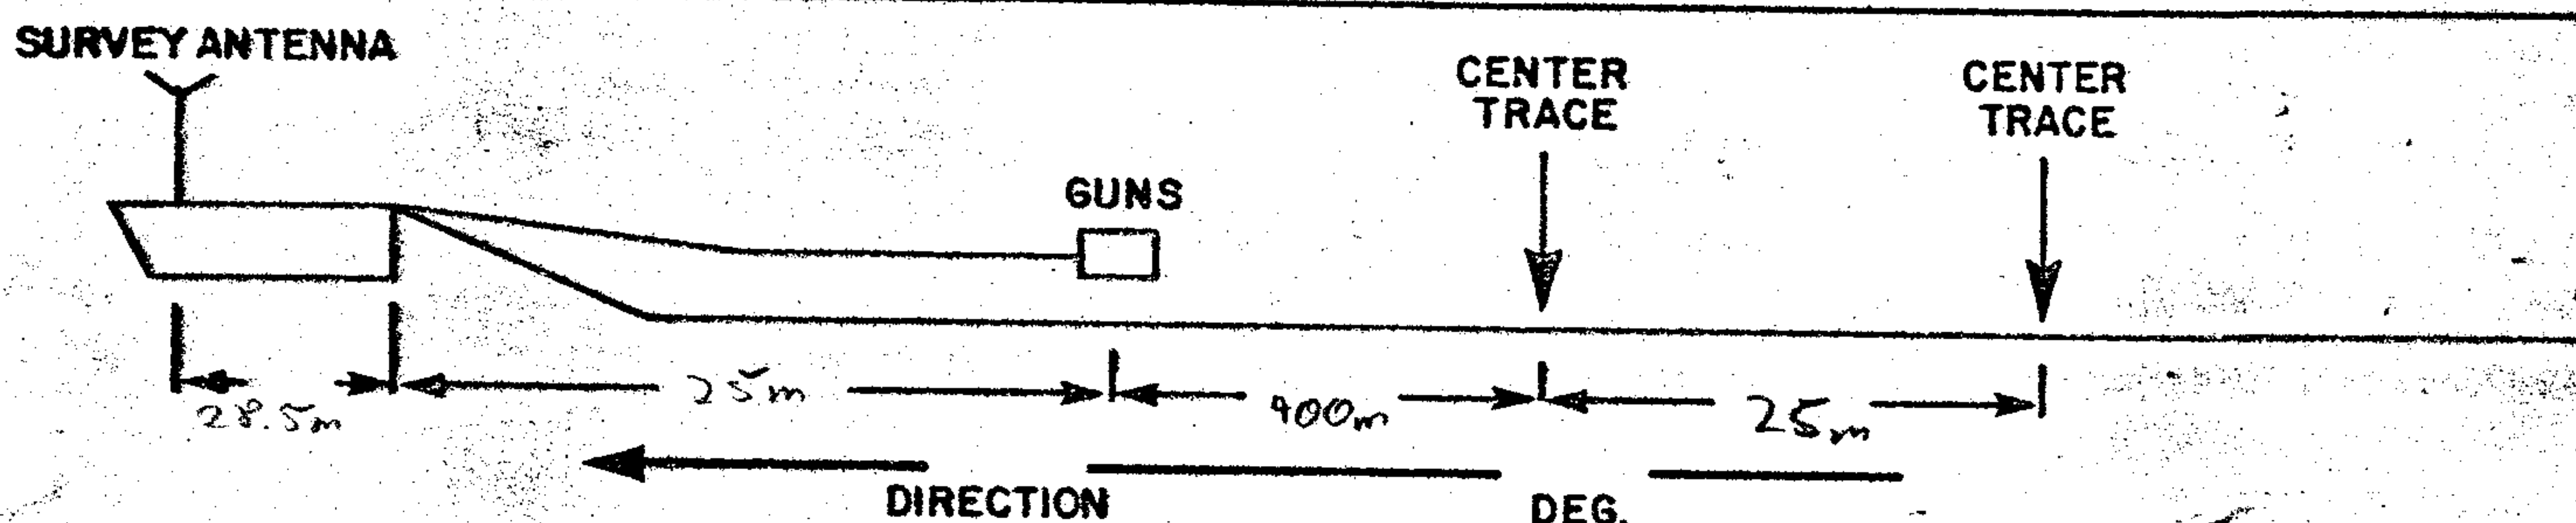 SURVEY ANTENNA
CENTER
TRACE
CENTER
TRACE
GUNS
28.5m
25m
400m
25m
DIRECTION
DEG.